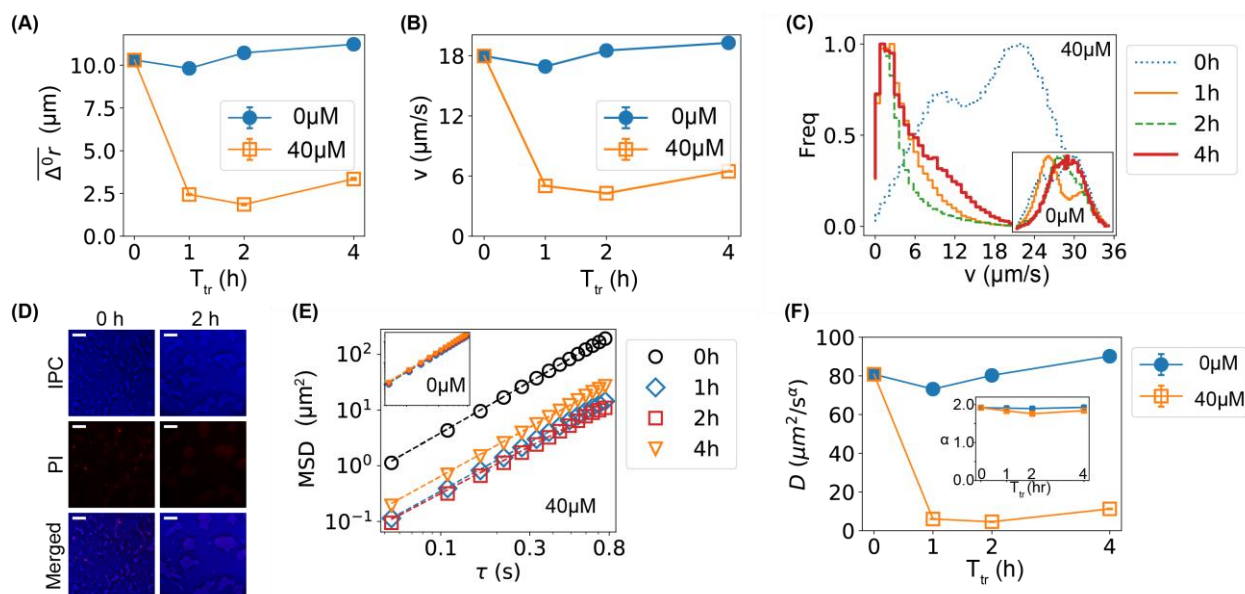 (A)
10.0
7.5
5.0
2.5
0.0
Δ⁰r (μm)
0μM
40μM
0 1 2 4
T_tr (h)
(B)
18
12
6
0
v (μm/s)
0μM
40μM
0 1 2 4
T_tr (h)
(C)
1.0
0.5
0.0
Freq
40μM
0μM
0 6 12 18 24 30 36
v (μm/s)
0h
1h
2h
4h
(D)
0 h 2 h
IPC
PI
Merged
(E)
10²
10¹
10⁰
10⁻¹
MSD (μm²)
0μM
40μM
0.1 0.3 0.8
τ (s)
0h
1h
2h
4h
(F)
100
80
60
40
20
0
D (μm²/s^α)
2.0
1.0
0.0
α
0 1 2 4
T_tr (hr)
0 1 2 4
T_tr (h)
0μM
40μM